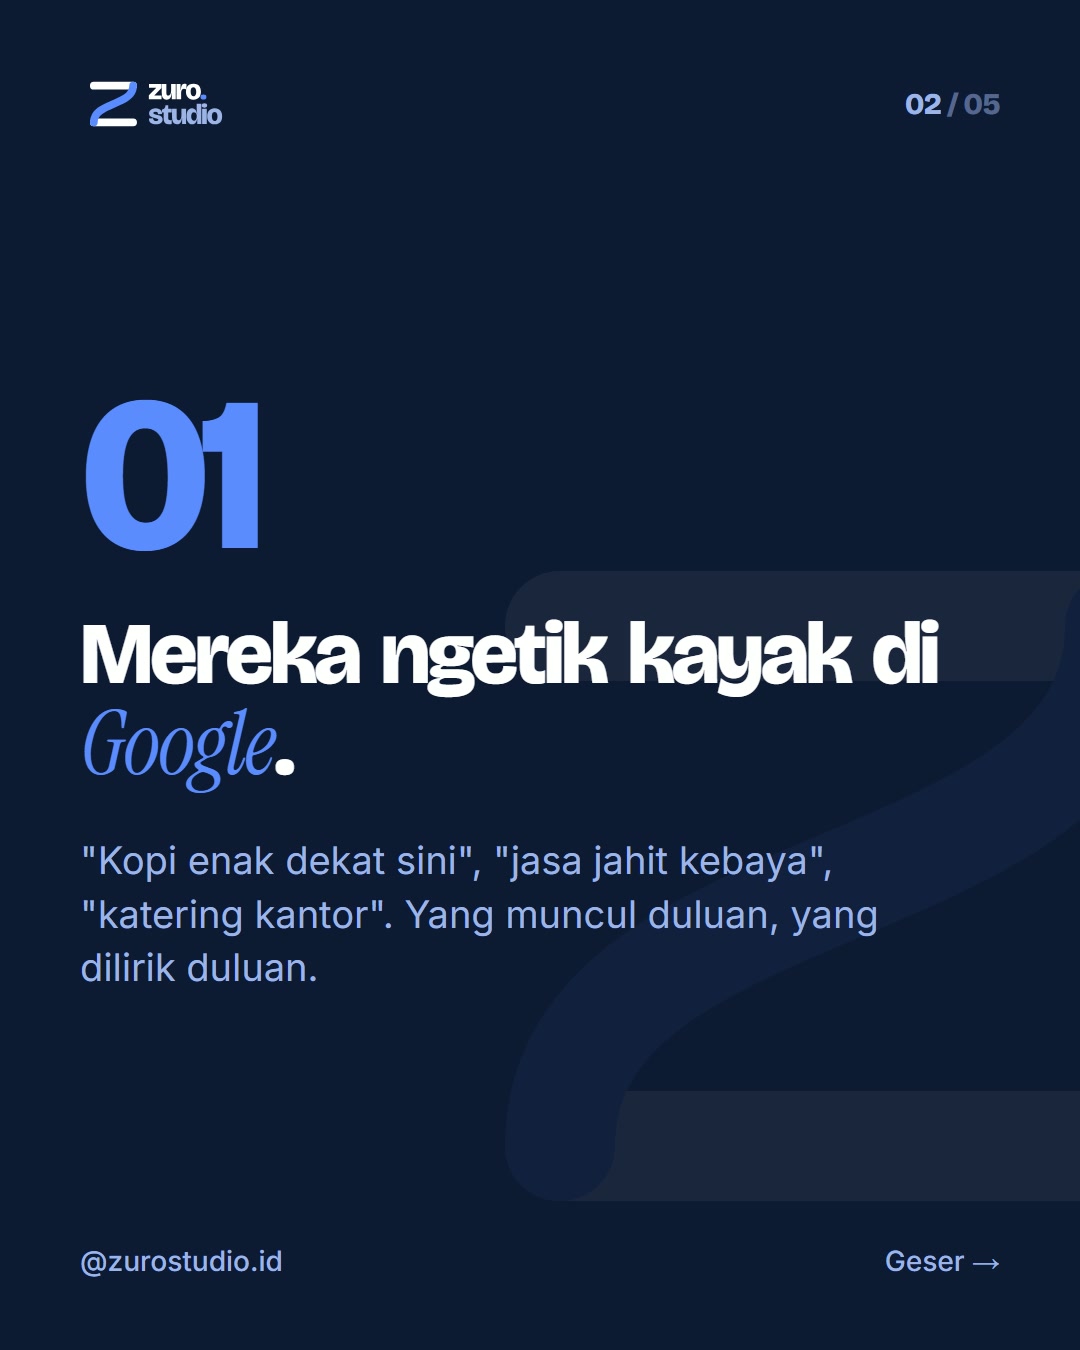 zuro.
studio
02 / 05
01
Mereka ngetik kayak di
Google.
"Kopi enak dekat sini", "jasa jahit kebaya",
"katering kantor". Yang muncul duluan, yang
dilirik duluan.
@zurostudio.id
Geser →